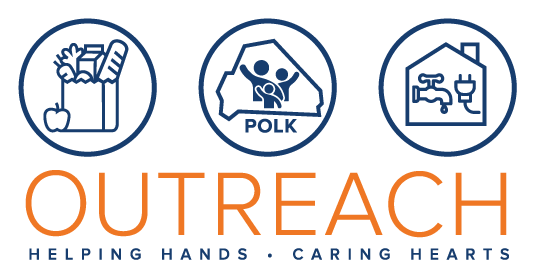 POLK
OUTREACH
HELPING HANDS • CARING HEARTS